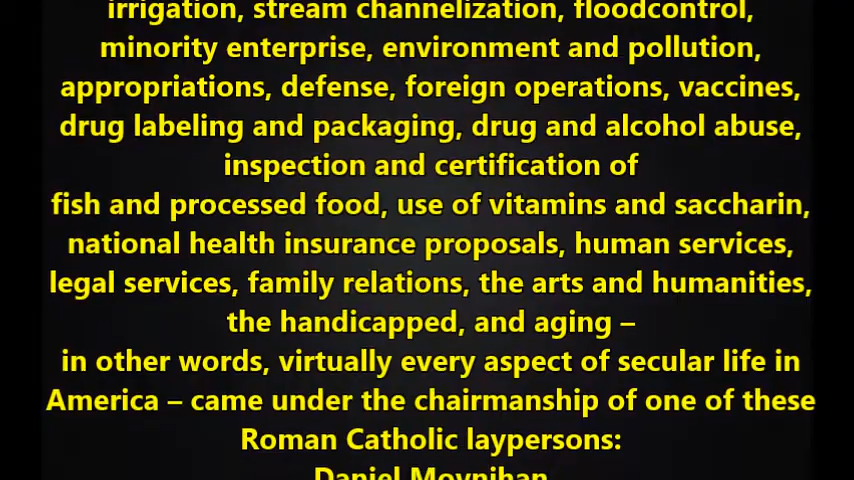 irrigation, stream channelization, floodcontrol,
minority enterprise, environment and pollution,
appropriations, defense, foreign operations, vaccines,
drug labeling and packaging, drug and alcohol abuse,
inspection and certification of
fish and processed food, use of vitamins and saccharin,
national health insurance proposals, human services,
legal services, family relations, the arts and humanities,
the handicapped, and aging –
in other words, virtually every aspect of secular life in
America – came under the chairmanship of one of these
Roman Catholic laypersons:
Daniel Moynihan